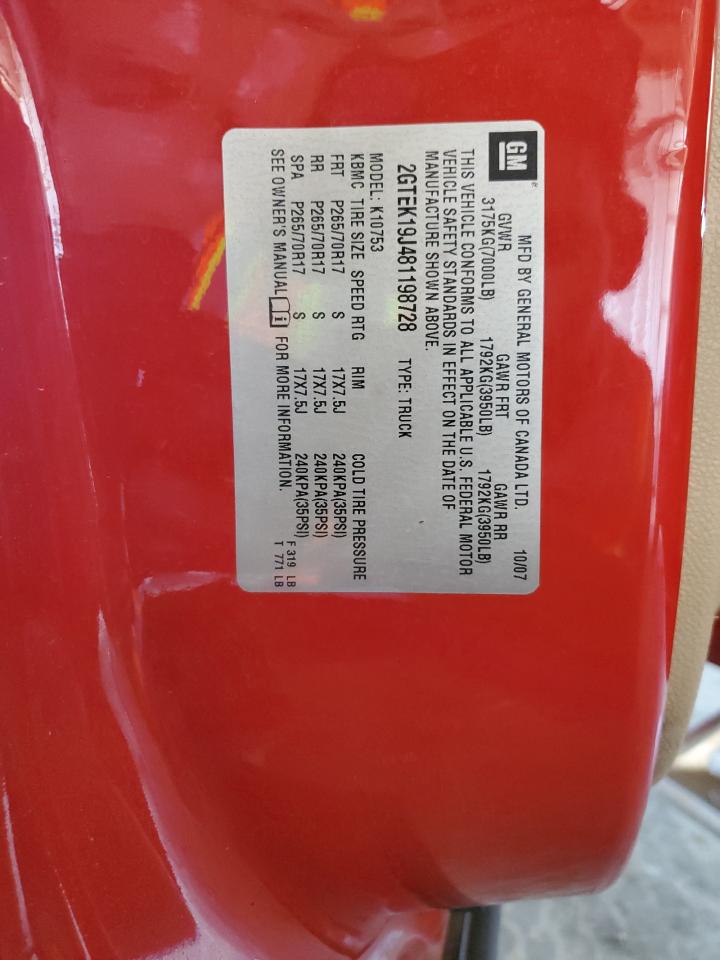 GM
MFD BY GENERAL MOTORS OF CANADA LTD. 10/07
GVWR GAWR FRT GAWR RR
3175KG(7000LB) 1792KG(3950LB) 1792KG(3950LB)
THIS VEHICLE CONFORMS TO ALL APPLICABLE U.S. FEDERAL MOTOR
VEHICLE SAFETY STANDARDS IN EFFECT ON THE DATE OF
MANUFACTURE SHOWN ABOVE.
2GTEK19J481198728 TYPE: TRUCK
MODEL: K10753
KBMC TIRE SIZE SPEED RTG RIM COLD TIRE PRESSURE
FRT P265/70R17 S 17X7.5J 240KPA(35PSI)
RR P265/70R17 S 17X7.5J 240KPA(35PSI)
SPA P265/70R17 S 17X7.5J 240KPA(35PSI)
F 319 LB
SEE OWNER'S MANUAL i FOR MORE INFORMATION. T 771 LB